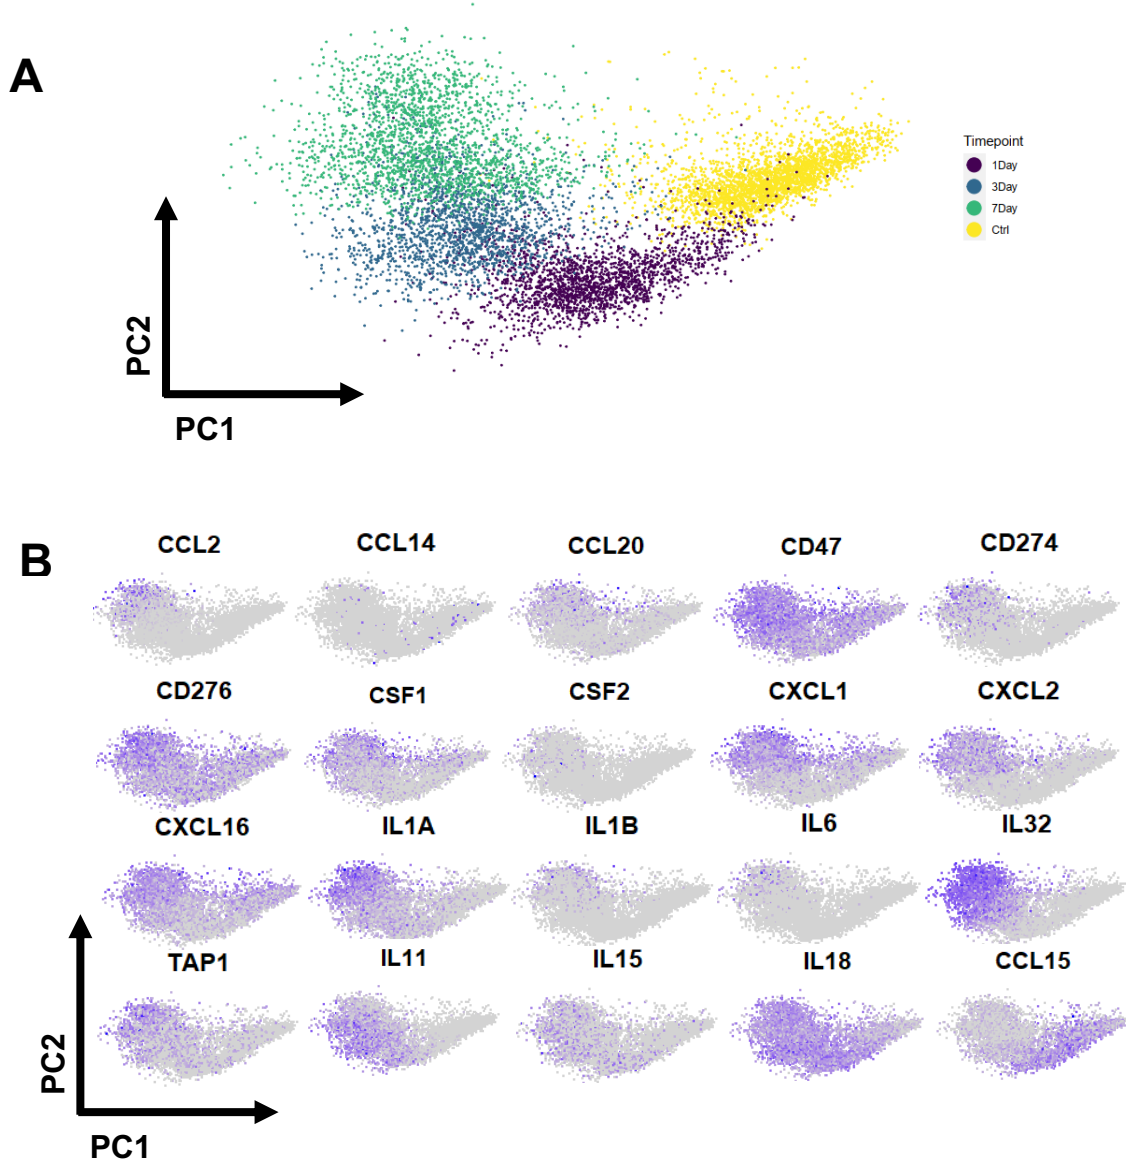 A
Timepoint
1Day
3Day
7Day
Ctrl
PC2
PC1
B
CCL2 CCL14 CCL20 CD47 CD274
CD276 CSF1 CSF2 CXCL1 CXCL2
CXCL16 IL1A IL1B IL6 IL32
TAP1 IL11 IL15 IL18 CCL15
PC2
PC1